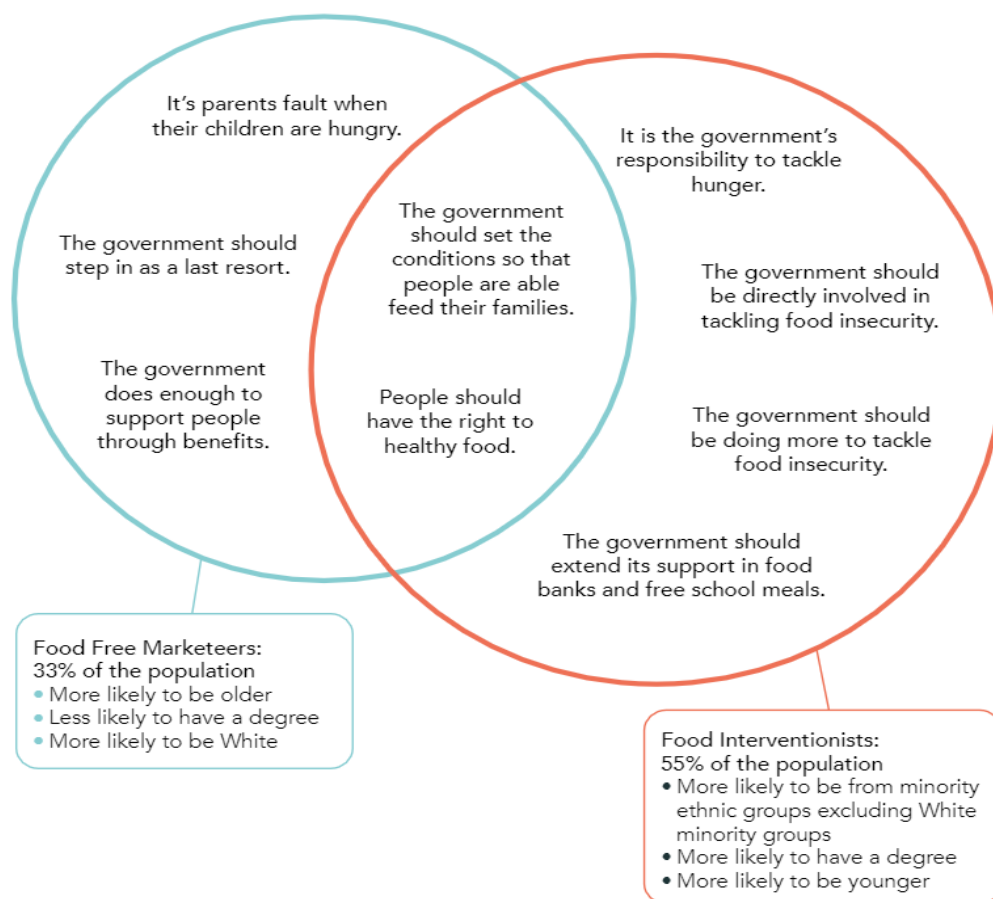 It's parents fault when
their children are hungry.
The government should
step in as a last resort.
The government
does enough to
support people
through benefits.
The government
should set the
conditions so that
people are able
feed their families.
People should
have the right to
healthy food.
It is the government's
responsibility to tackle
hunger.
The government should
be directly involved in
tackling food insecurity.
The government should
be doing more to tackle
food insecurity.
The government should
extend its support in food
banks and free school meals.
Food Free Marketeers:
33% of the population
• More likely to be older
• Less likely to have a degree
• More likely to be White
Food Interventionists:
55% of the population
• More likely to be from minority
ethnic groups excluding White
minority groups
• More likely to have a degree
• More likely to be younger